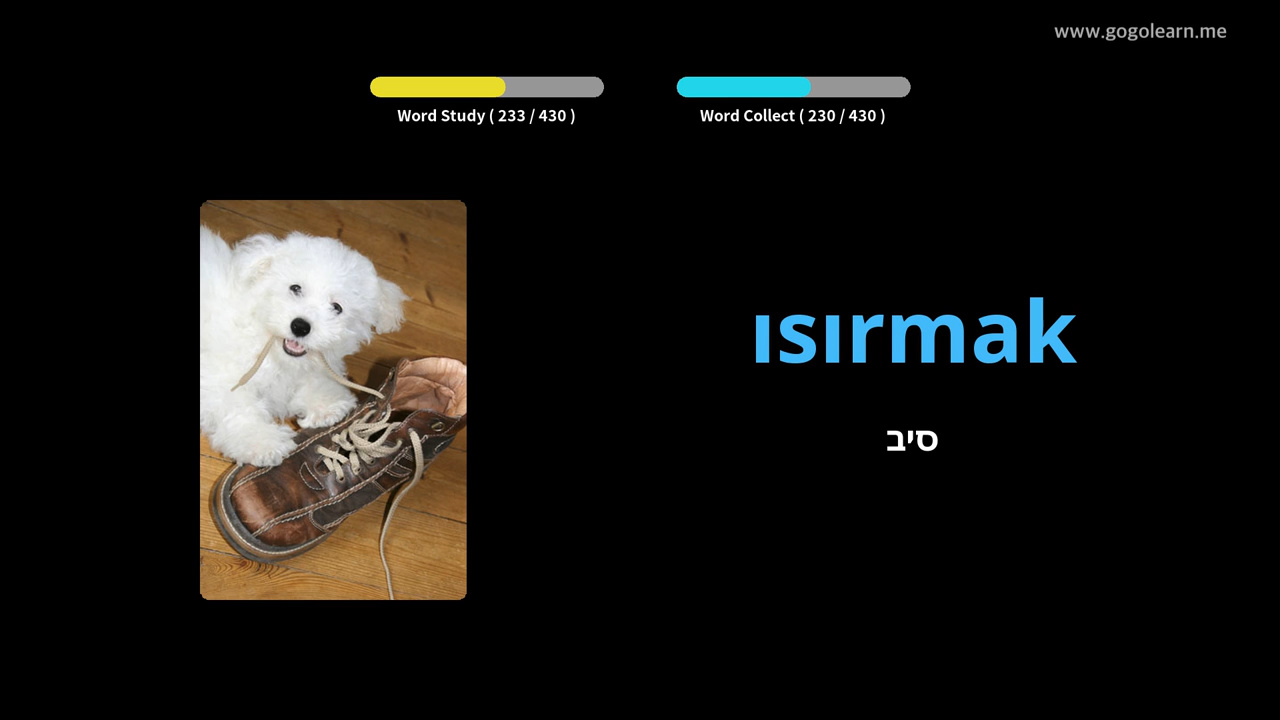 www.gogolearn.me
Word Study ( 233 / 430 )
Word Collect ( 230 / 430 )
ısırmak
סיב